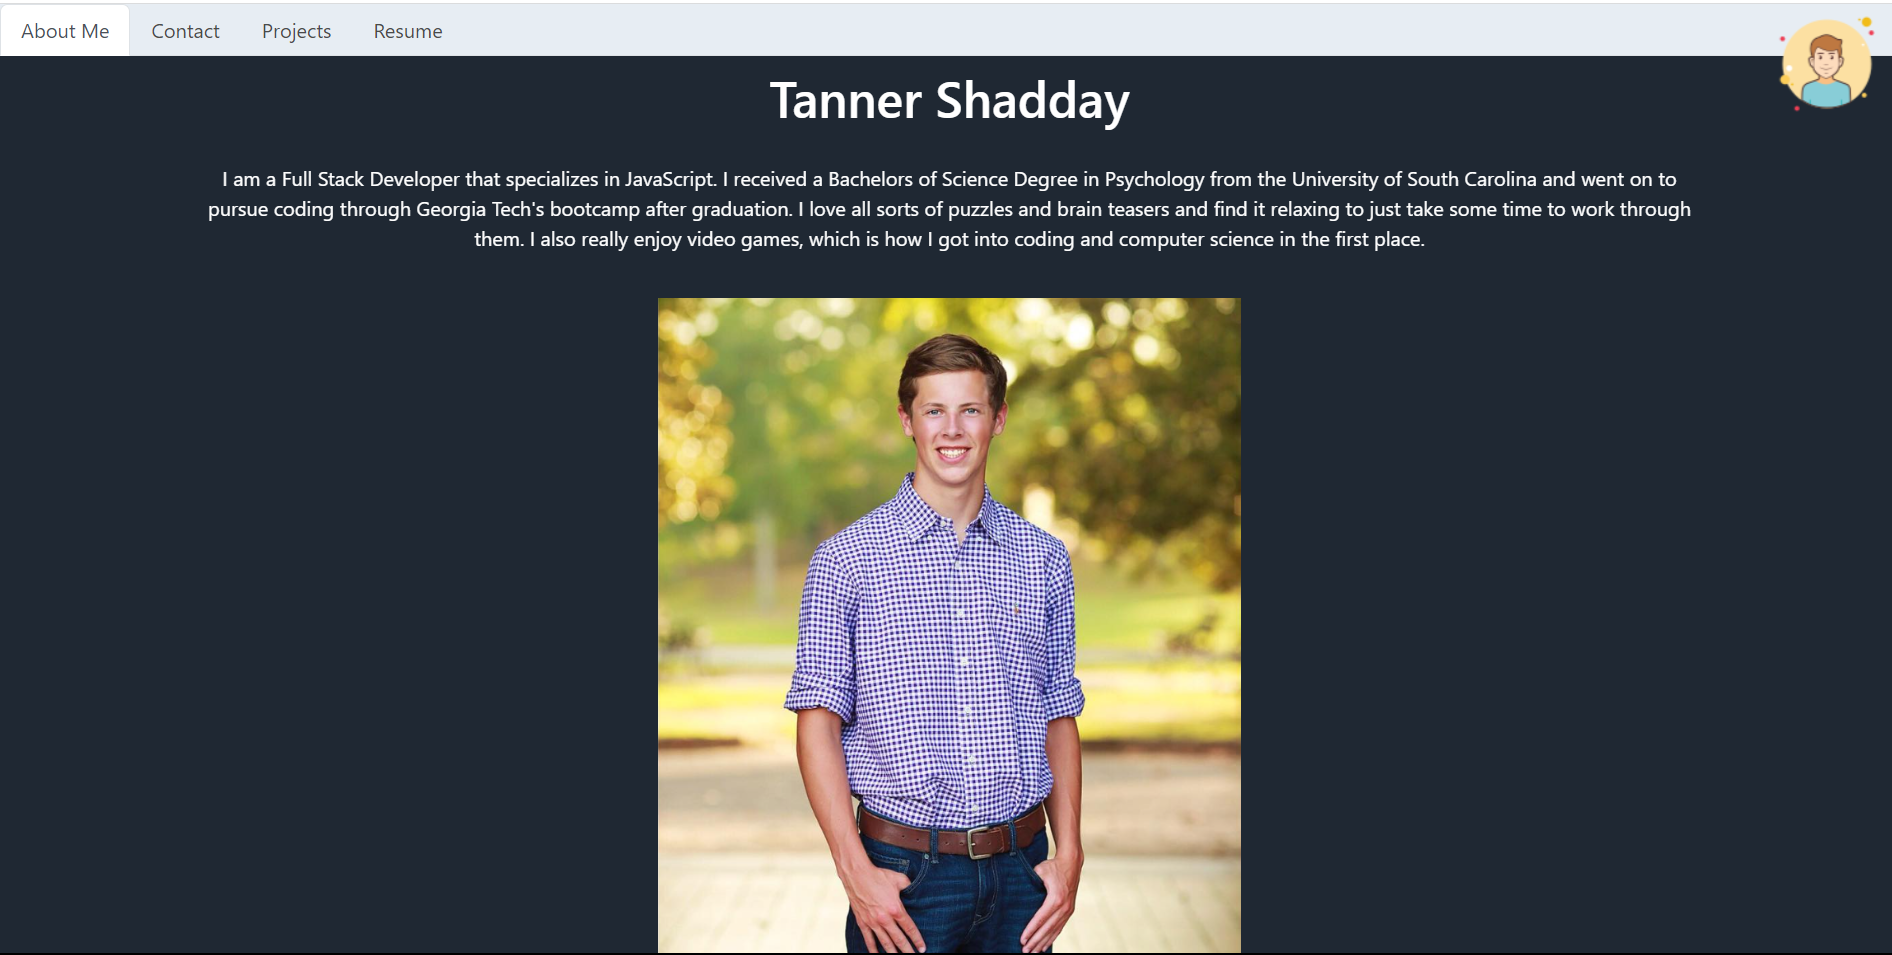 About Me Contact Projects Resume
Tanner Shadday
I am a Full Stack Developer that specializes in JavaScript. I received a Bachelors of Science Degree in Psychology from the University of South Carolina and went on to
pursue coding through Georgia Tech's bootcamp after graduation. I love all sorts of puzzles and brain teasers and find it relaxing to just take some time to work through
them. I also really enjoy video games, which is how I got into coding and computer science in the first place.